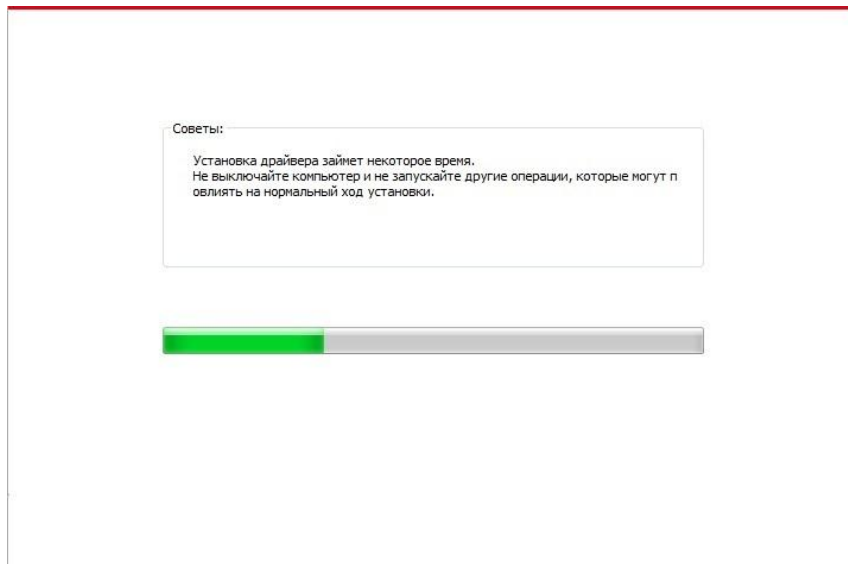 Советы:
Установка драйвера займет некоторое время.
Не выключайте компьютер и не запускайте другие операции, которые могут п
овлиять на нормальный ход установки.